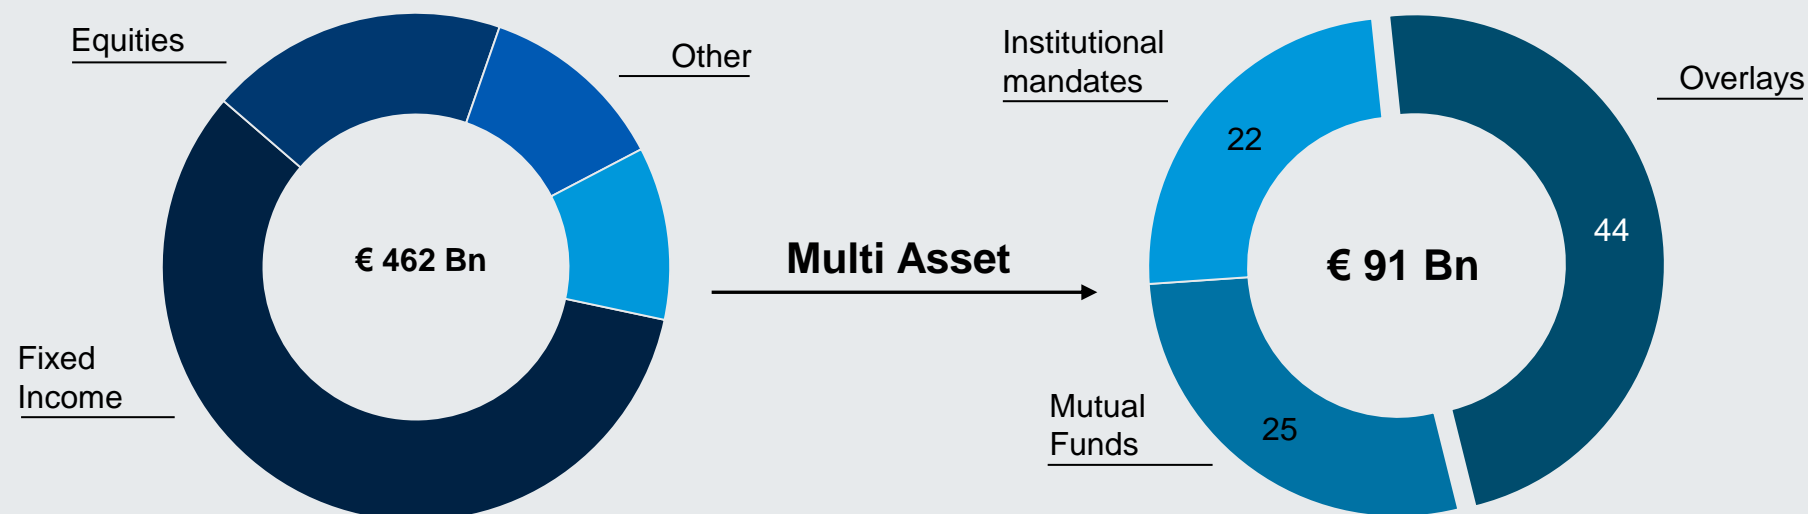 Equities
Other
€ 462 Bn
Fixed
Income
Multi Asset
Institutional
mandates
Overlays
22
44
€ 91 Bn
Mutual
Funds
25